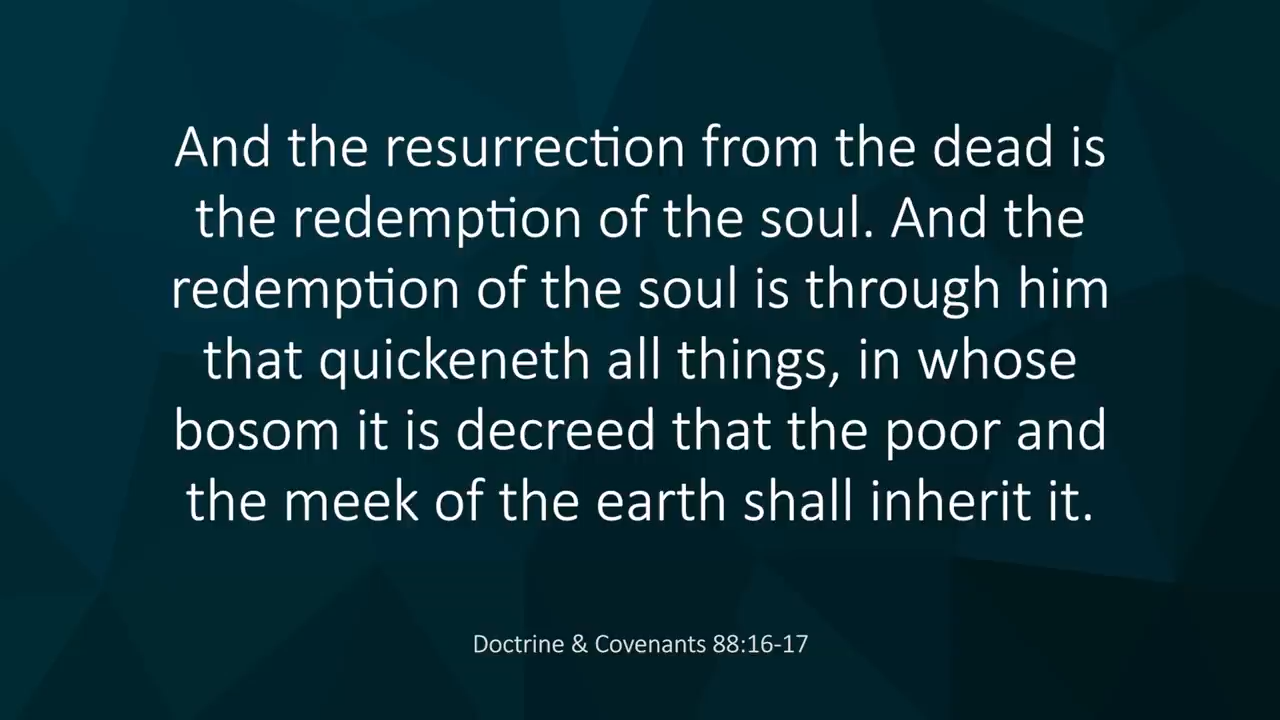 And the resurrection from the dead is
the redemption of the soul. And the
redemption of the soul is through him
that quickeneth all things, in whose
bosom it is decreed that the poor and
the meek of the earth shall inherit it.
Doctrine & Covenants 88:16-17